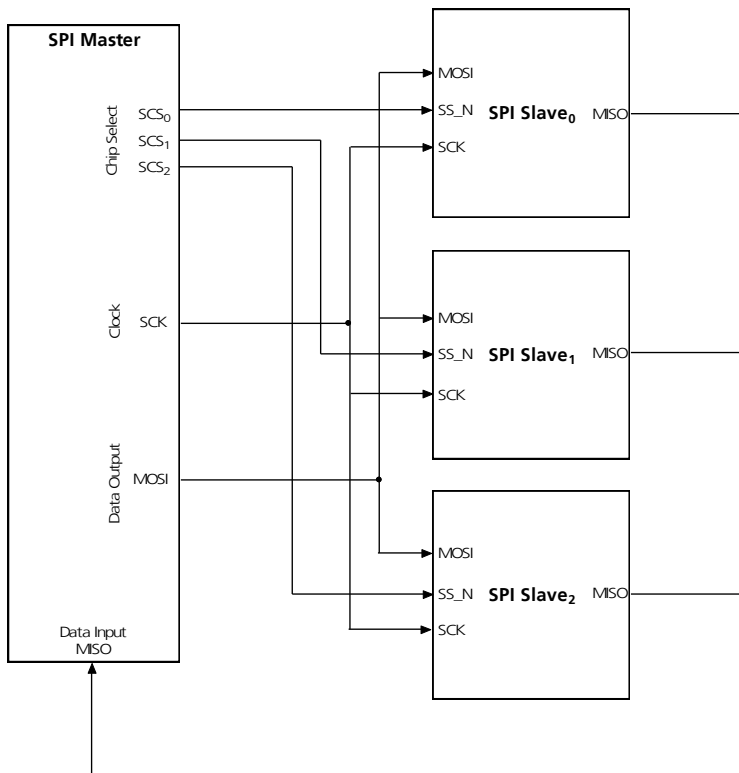 SPI Master
Chip Select
SCS0
SCS1
SCS2
Clock
SCK
Data Output
MOSI
Data Input
MISO
MOSI
SS_N
SCK
SPI Slave0
MISO
MOSI
SS_N
SCK
SPI Slave1
MISO
MOSI
SS_N
SCK
SPI Slave2
MISO